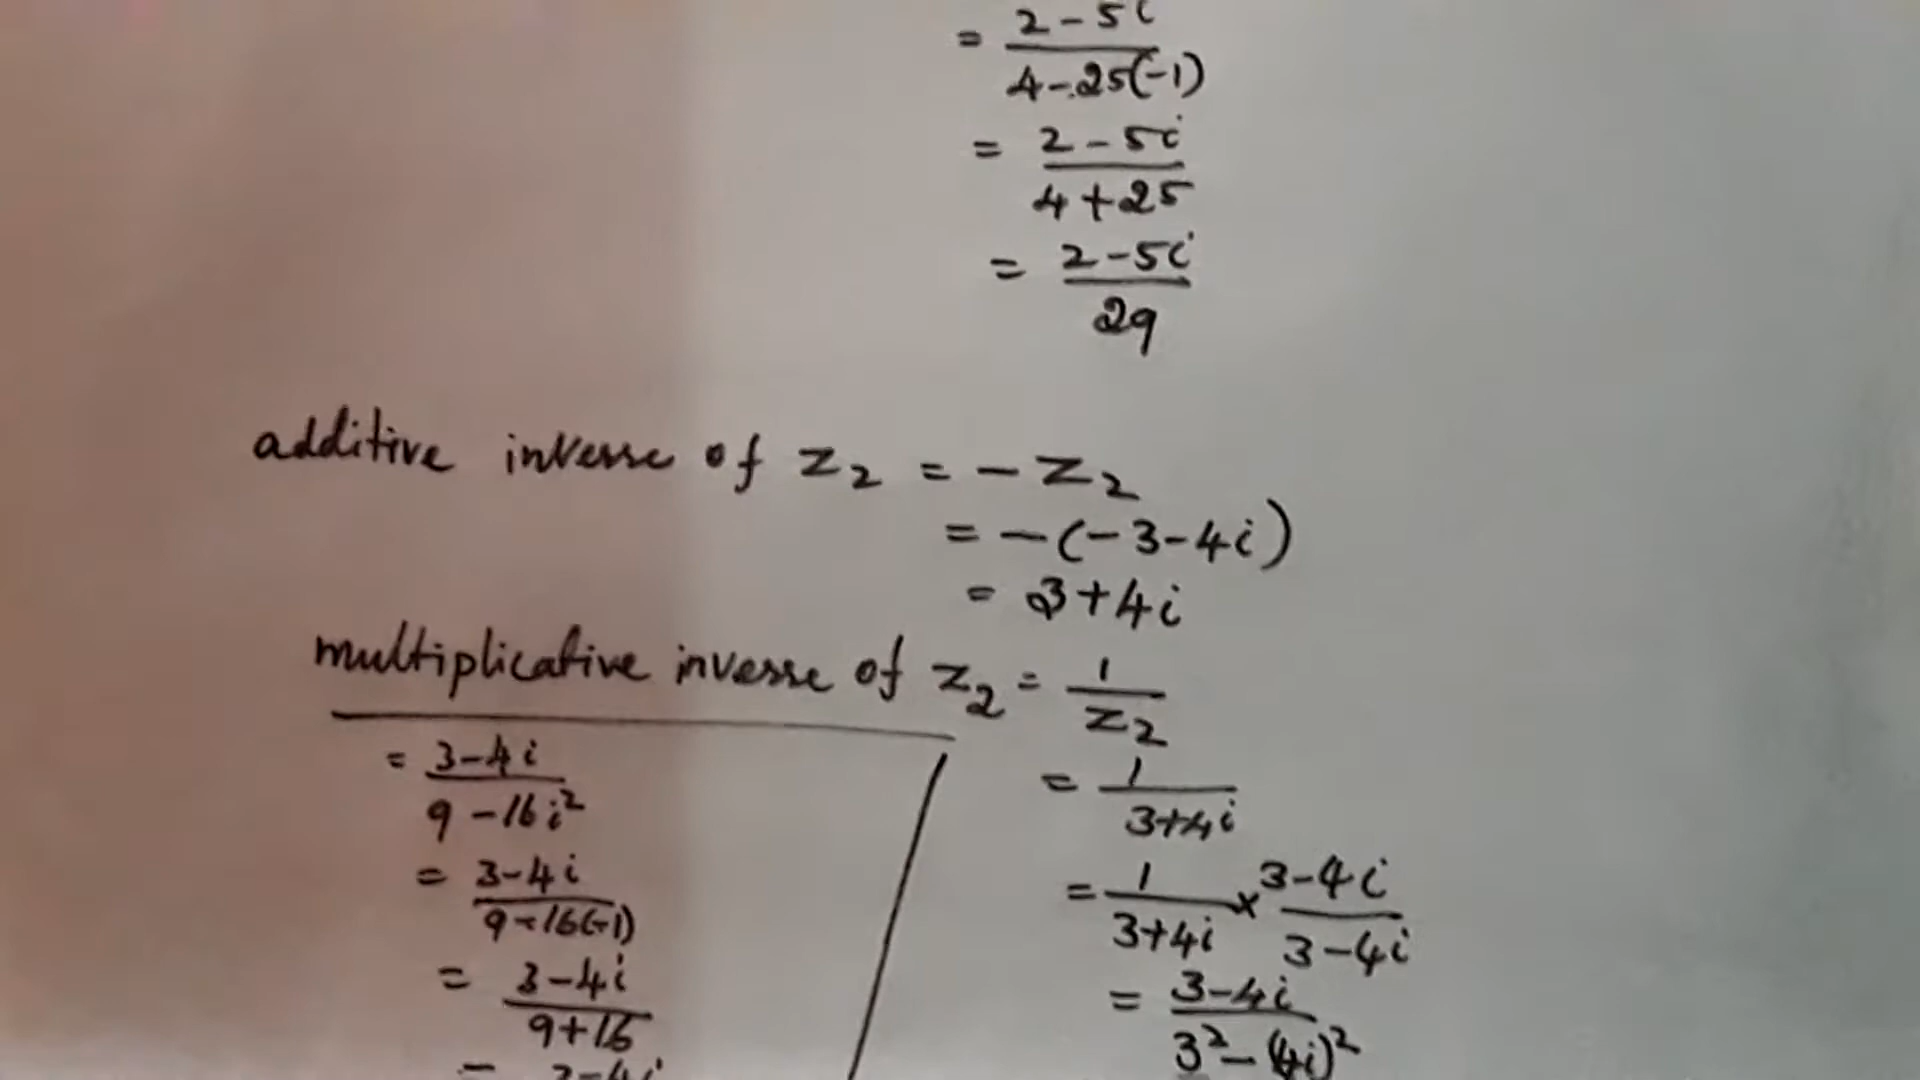 = 2-5i / 4-25(-1)
= 2-5i / 4+25
= 2-5i / 29
additive inverse of z₂ = -z₂
= -(-3-4i)
= 3+4i
multiplicative inverse of z₂ = 1/z₂
= 1 / 3+4i
= 1 / 3+4i × 3-4i / 3-4i
= 3-4i / 3²-(4i)²
= 3-4i / 9-16i²
= 3-4i / 9-16(-1)
= 3-4i / 9+16
= 3-4i